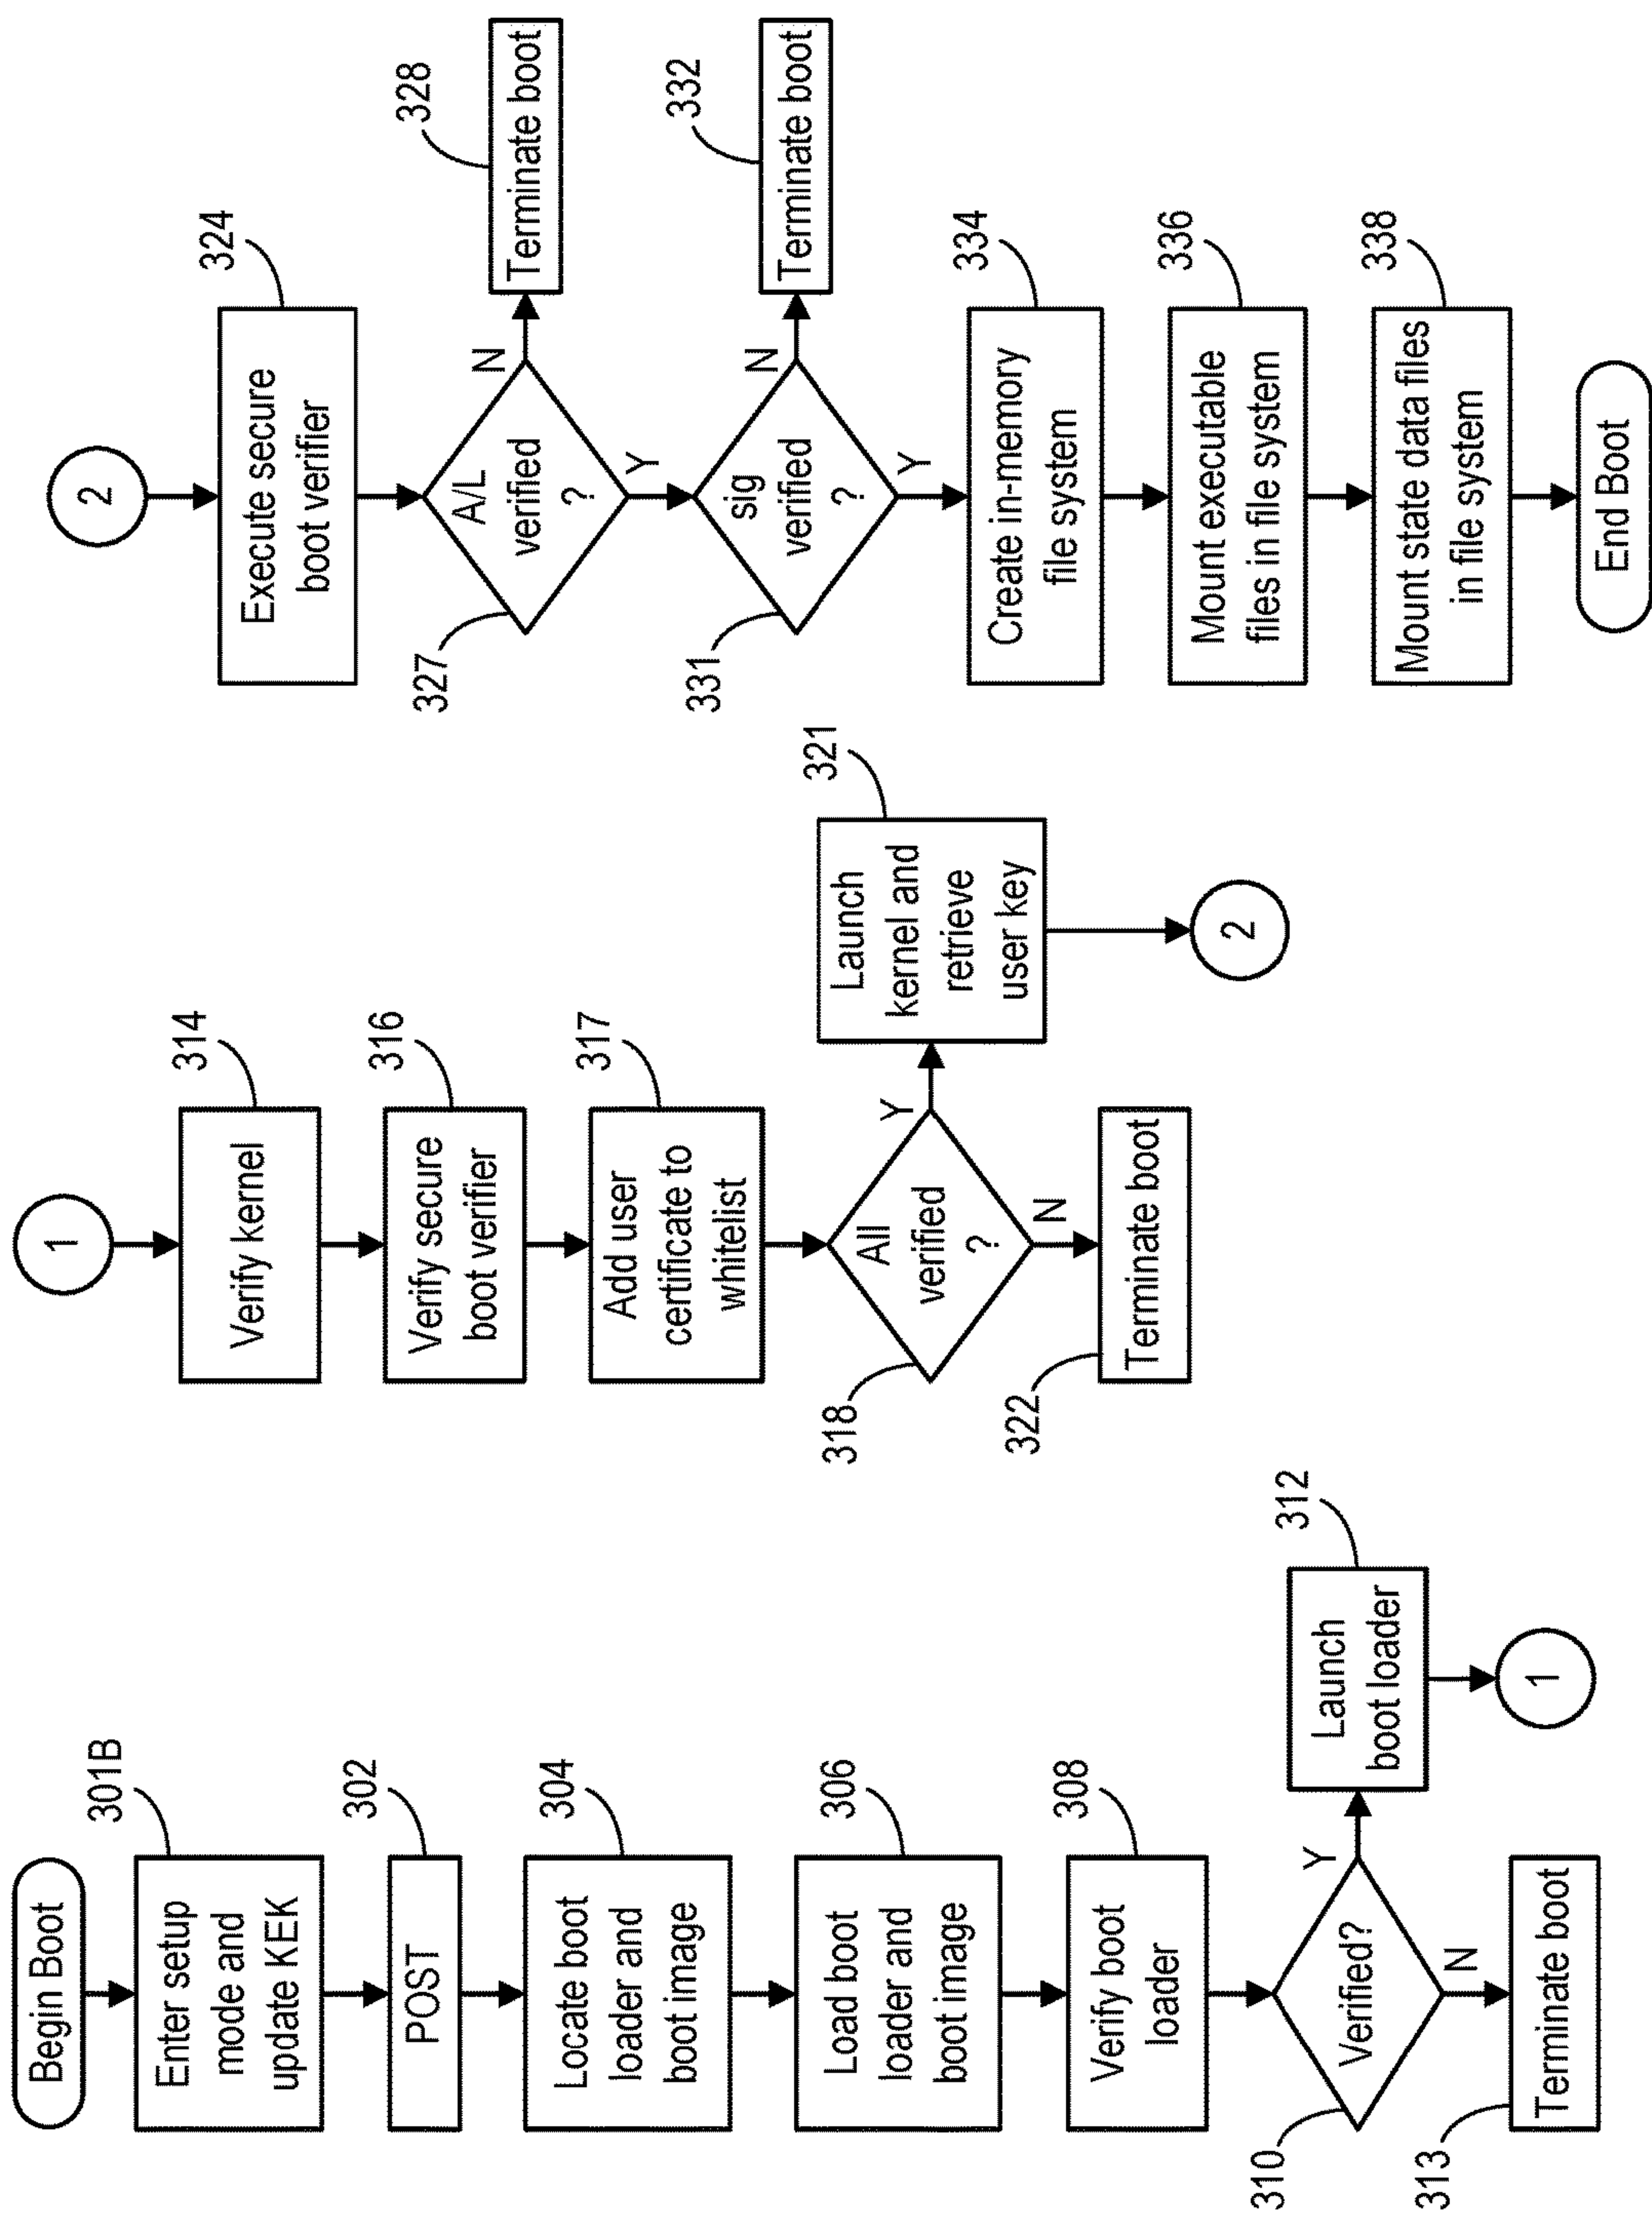 Begin Boot
301B
Enter setup
mode and
update KEK
302
POST
304
Locate boot
loader and
boot image
306
Load boot
loader and
boot image
308
Verify boot
loader
310
Verified?
Y
N
312
Launch
boot loader
1
313
Terminate boot
1
314
Verify kernel
316
Verify secure
boot verifier
317
Add user
certificate to
whitelist
318
All
verified
?
Y
N
321
Launch
kernel and
retrieve
user key
2
322
Terminate boot
2
324
Execute secure
boot verifier
327
A/L
verified
?
N
Y
328
Terminate boot
331
sig
verified
?
N
Y
332
Terminate boot
334
Create in-memory
file system
336
Mount executable
files in file system
338
Mount state data files
in file system
End Boot